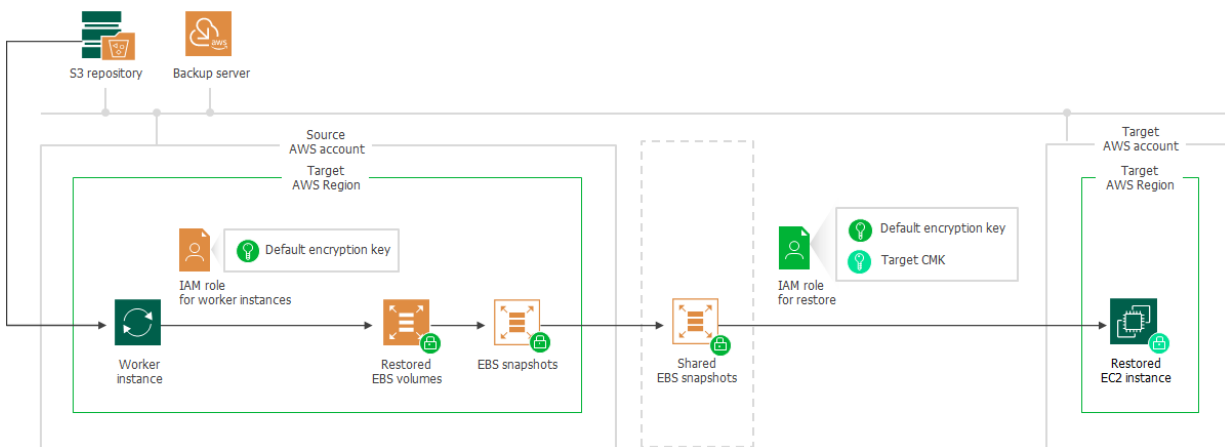 aws
S3 repository
Backup server
Source
AWS account
Target
AWS account
Target
AWS Region
Target
AWS Region
Default encryption key
IAM role
for worker instances
Default encryption key
Target CMK
IAM role
for restore
Worker
instance
Restored
EBS volumes
EBS snapshots
Shared
EBS snapshots
Restored
EC2 instance